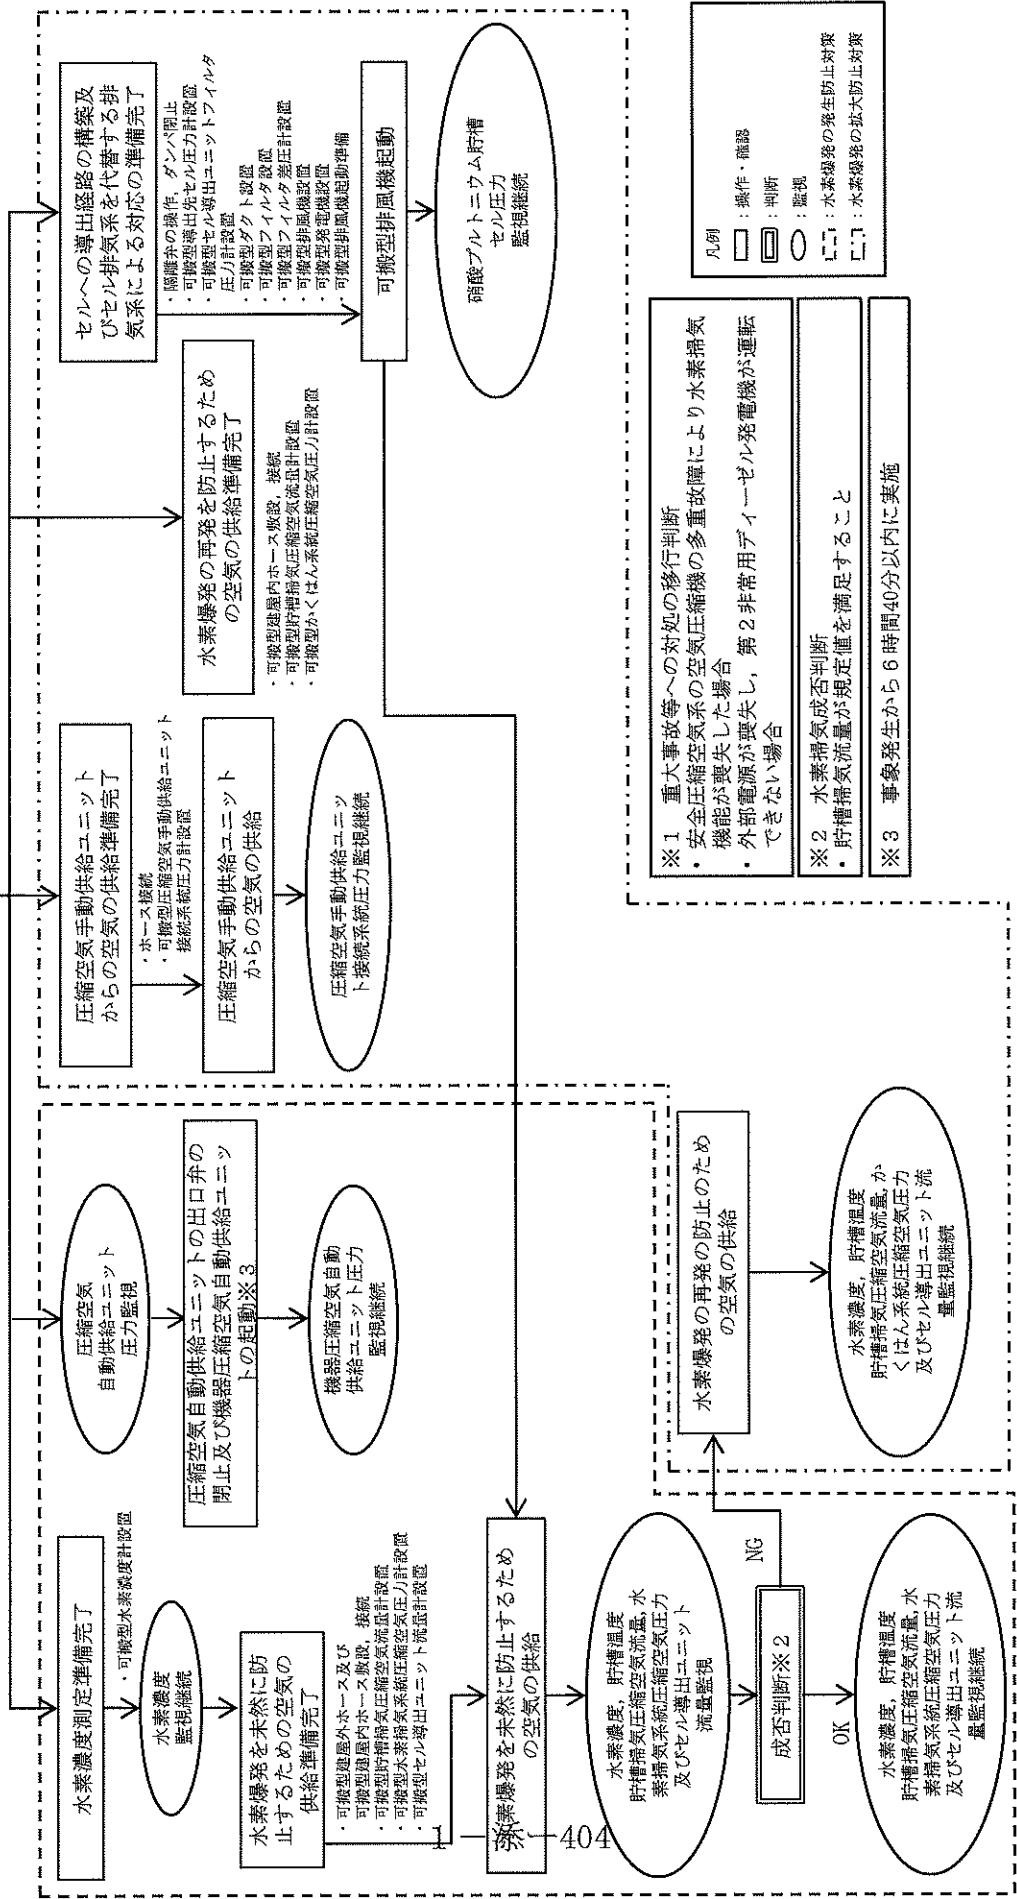 水素濃度測定準備完了
・可搬型水素濃度計設置
水素濃度
監視継続
水素爆発を未然に防
止するための空気の
供給準備完了
・可搬型建屋外ホース及び
可搬型建屋内ホース敷設，接続
・可搬型貯槽掃気圧縮空気流量計設置
・可搬型水素掃気系統圧縮空気圧力計設置
・可搬型セル導出ユニット流量計設置
水素爆発を未然に防止するため
の空気の供給
水素濃度，貯槽温度
貯槽掃気圧縮空気流量,水
素掃気系統圧縮空気圧力
及びセル導出ユニット
流量監視
成否判断※2
NG
OK
水素濃度，貯槽温度
貯槽掃気圧縮空気流量,水
素掃気系統圧縮空気圧力
及びセル導出ユニット流
量監視継続
圧縮空気
自動供給ユニット
圧力監視
圧縮空気自動供給ユニットの出口弁の
閉止及び機器圧縮空気自動供給ユニッ
トの起動※3
機器圧縮空気自動
供給ユニット圧力
監視継続
水素爆発の再発の防止のため
の空気の供給
水素濃度，貯槽温度
貯槽掃気圧縮空気流量,か
くはん系統圧縮空気圧力
及びセル導出ユニット流
量監視継続
圧縮空気手動供給ユニット
からの空気の供給準備完了
・ホース接続
・可搬型圧縮空気手動供給ユニット
接続系統圧力計設置
圧縮空気手動供給ユニット
からの空気の供給
圧縮空気手動供給ユニッ
ト接続系統圧力監視継続
水素爆発の再発を防止するため
の空気の供給準備完了
・可搬型建屋内ホース敷設，接続
・可搬型貯槽掃気圧縮空気流量計設置
・可搬型かくはん系統圧縮空気圧力計設置
セルへの導出経路の構築及
びセル排気系を代替する排
気系による対応の準備完了
・隔離弁の操作，ダンパ閉止
・可搬型導出先セル圧力計設置
・可搬型セル導出ユニットフィルタ
圧力計設置
・可搬型ダクト設置
・可搬型フィルタ設置
・可搬型フィルタ差圧計設置
・可搬型排風機設置
・可搬型発電機設置
・可搬型排風機起動準備
可搬型排風機起動
硝酸プルトニウム貯槽
セル圧力
監視継続
※1 重大事故等への対処の移行判断
・安全圧縮空気系の空気圧縮機の多重故障により水素掃気
機能が喪失した場合
・外部電源が喪失し，第2非常用ディーゼル発電機が運転
できない場合
※2 水素掃気成否判断
・貯槽掃気流量が規定値を満足すること
※3 事象発生から6時間40分以内に実施
凡例
：操作・確認
：判断
：監視
：水素爆発の発生防止対策
：水素爆発の拡大防止対策
404